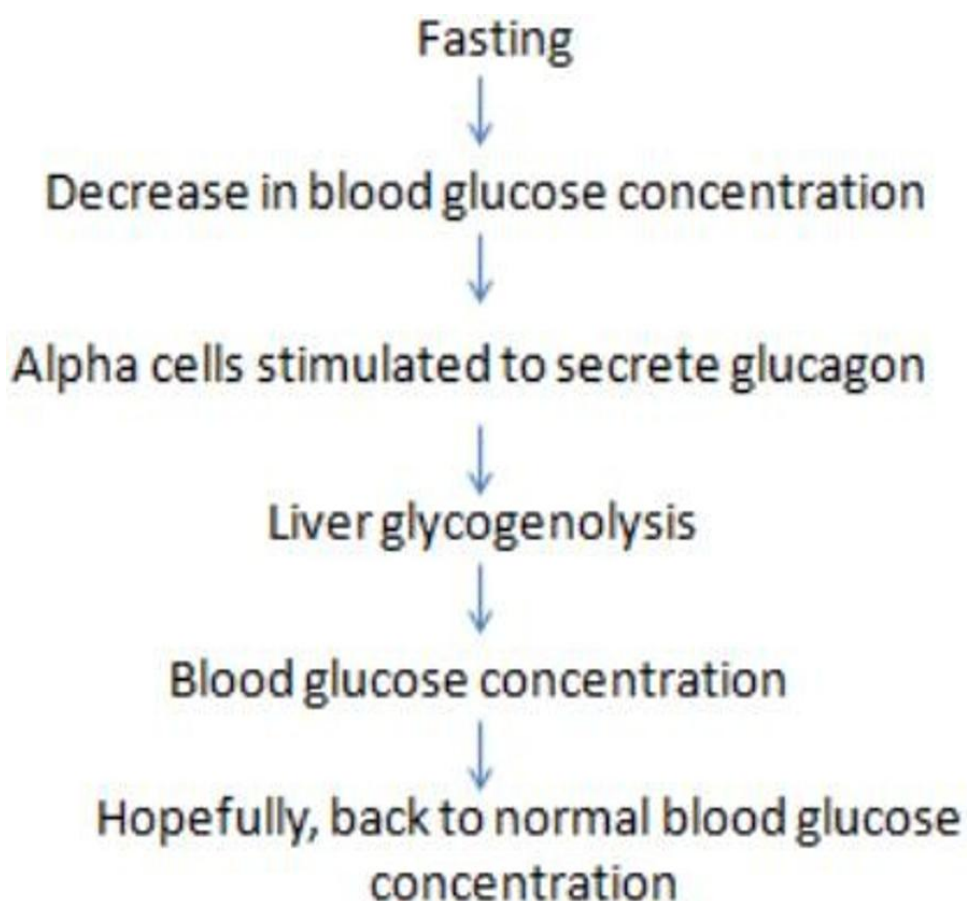 Fasting
Decrease in blood glucose concentration
Alpha cells stimulated to secrete glucagon
Liver glycogenolysis
Blood glucose concentration
Hopefully, back to normal blood glucose
concentration